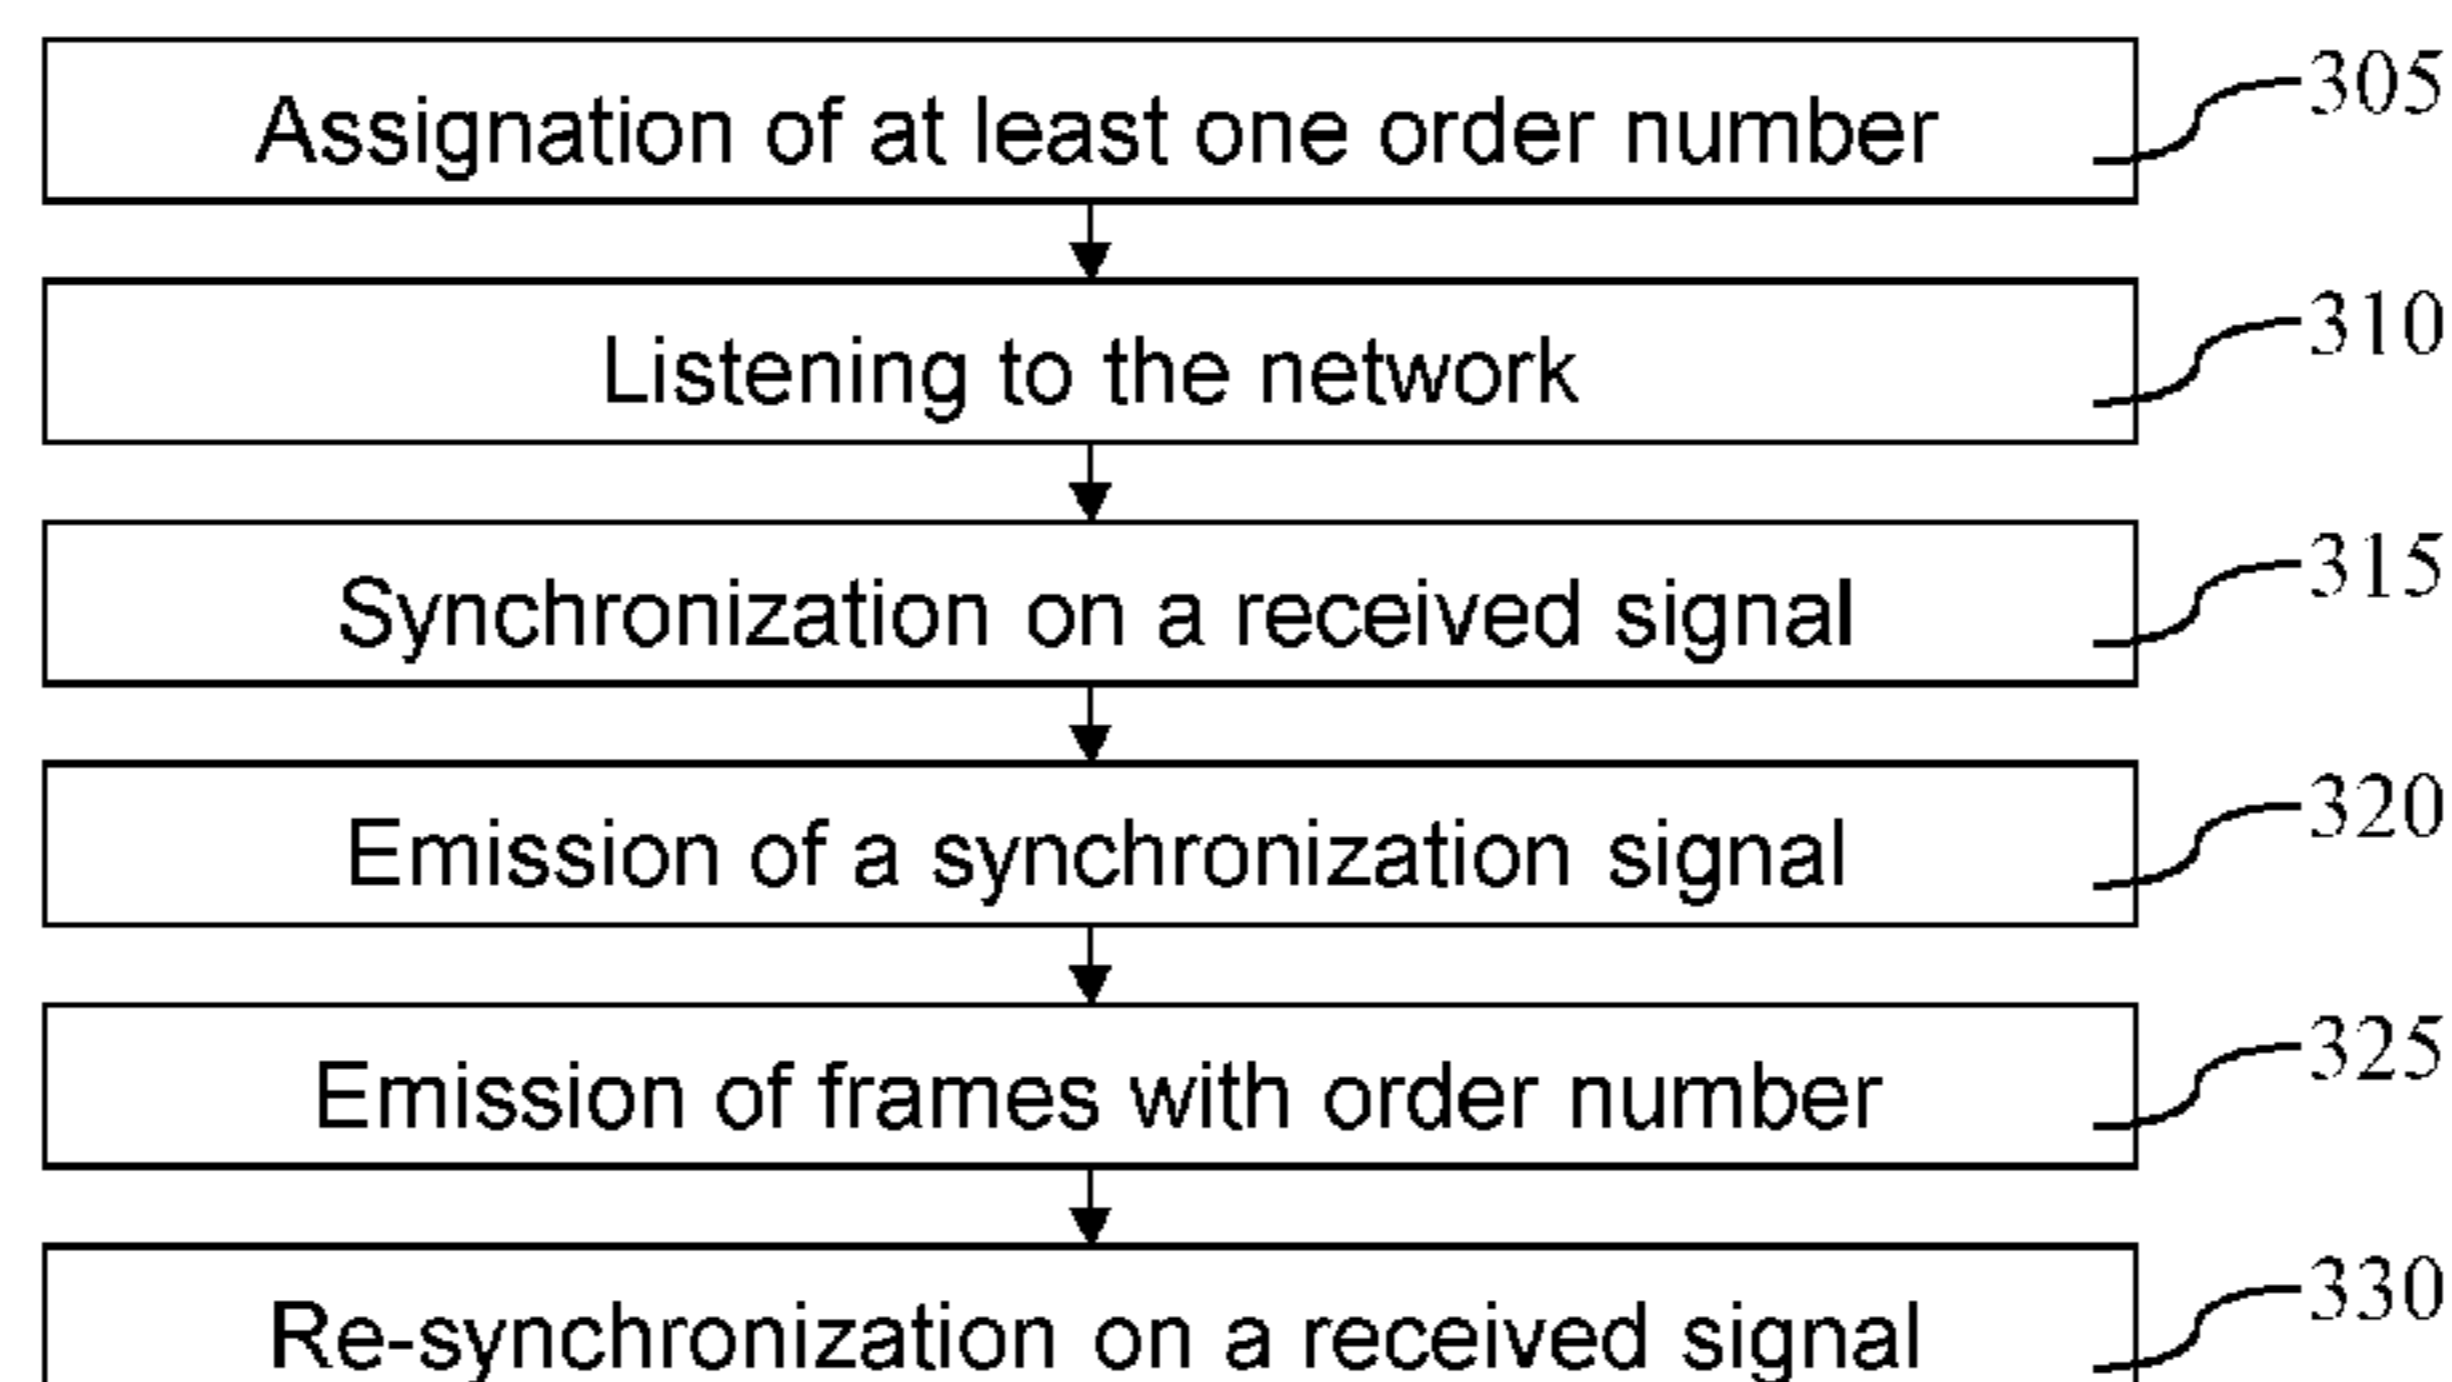 Assignation of at least one order number 305
Listening to the network 310
Synchronization on a received signal 315
Emission of a synchronization signal 320
Emission of frames with order number 325
Re-synchronization on a received signal 330